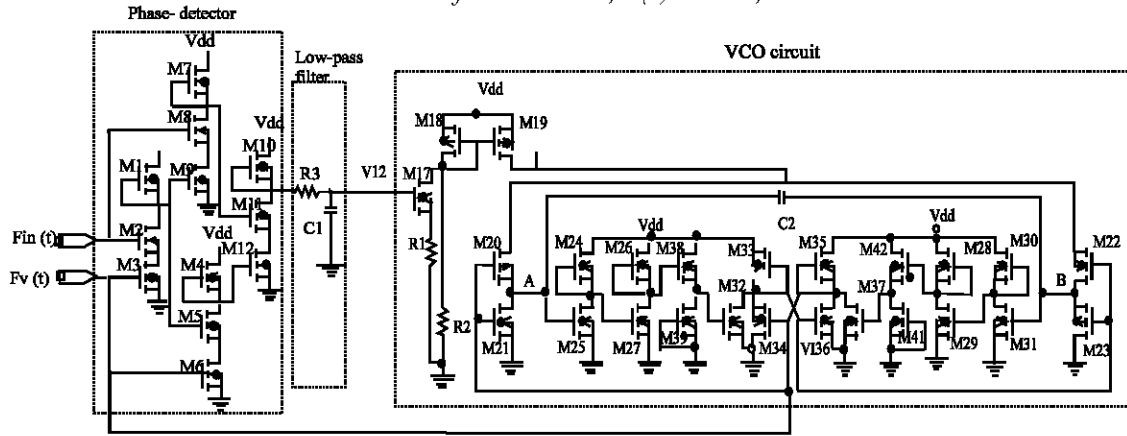 Phase- detector
Low-pass
filter
VCO circuit
Vdd
M7
M8
Vdd
M10
M1
M9
M11
Fin (t)
M2
Vdd
M12
Fv (t)
M3
M4
M5
M6
R3
C1
V12
Vdd
M18
M19
M17
R1
R2
C2
M20
M24
M26
Vdd
M38
M33
M35
M42
Vdd
M28
M30
M22
A
M32
M37
B
M21
M25
M27
M39
M34
VI36
M41
M29
M31
M23